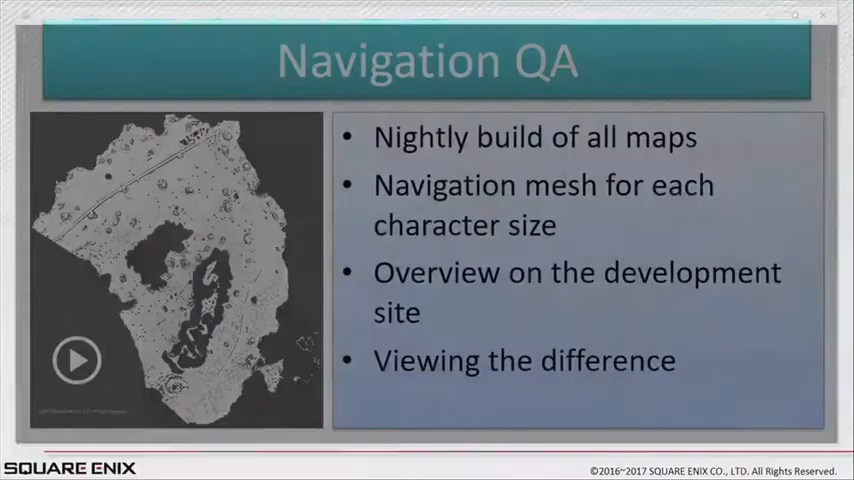 Navigation QA
• Nightly build of all maps
• Navigation mesh for each
character size
• Overview on the development
site
• Viewing the difference
SQUARE ENIX
©2016~2017 SQUARE ENIX CO., LTD. All Rights Reserved.